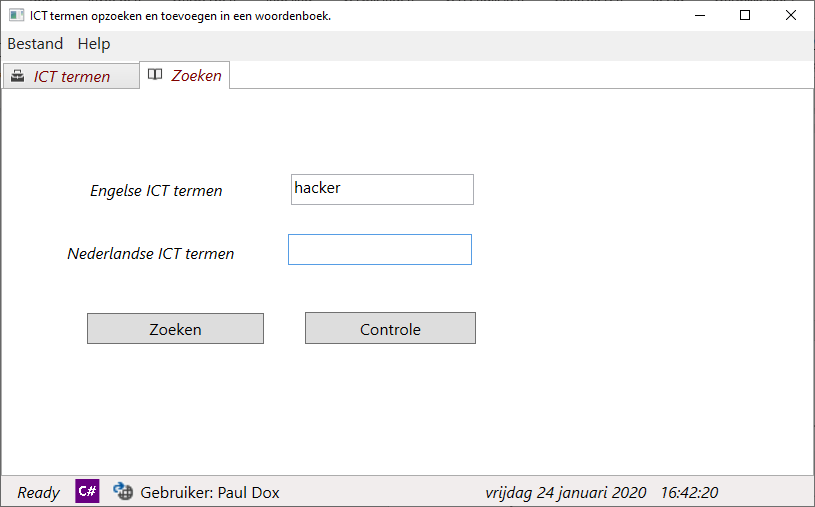 ICT termen opzoeken en toevoegen in een woordenboek.
Bestand Help
ICT termen Zoeken
Engelse ICT termen hacker
Nederlandse ICT termen
Zoeken Controle
Ready C# Gebruiker: Paul Dox vrijdag 24 januari 2020 16:42:20